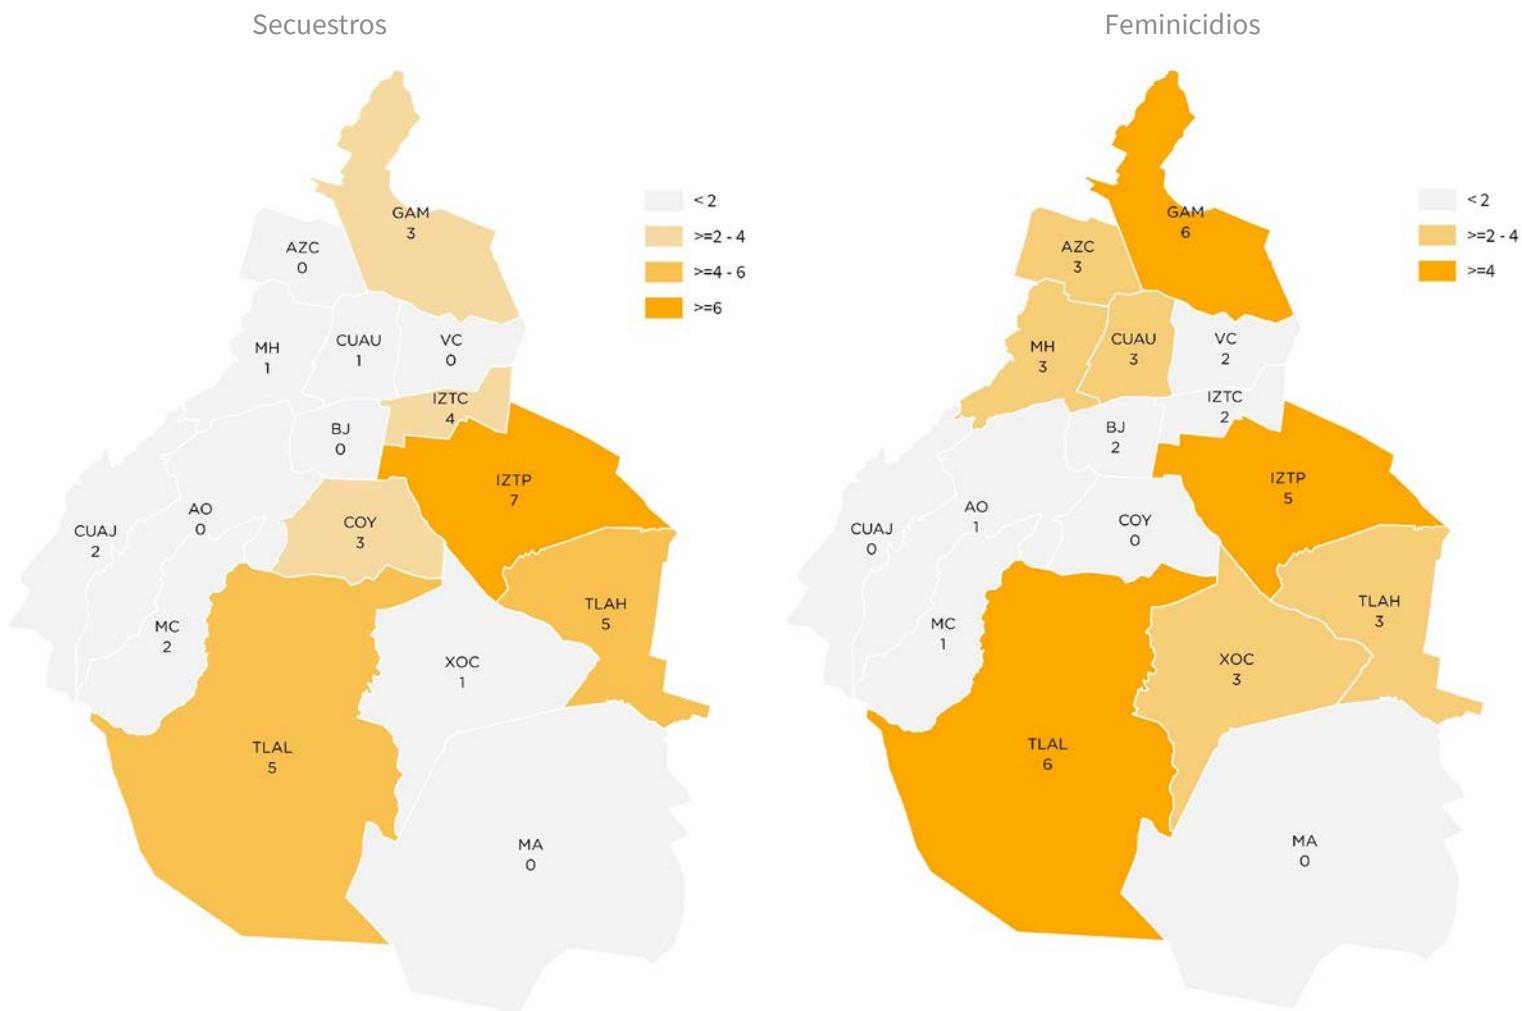 Secuestros
GAM
3
AZC
0
MH
1
CUAU
1
VC
0
IZTC
4
BJ
0
IZTP
7
AO
0
CUAJ
2
COY
3
MC
2
TLAH
5
XOC
1
TLAL
5
MA
0
< 2
>=2 - 4
>=4 - 6
>=6
Feminicidios
GAM
6
AZC
3
MH
3
CUAU
3
VC
2
IZTC
2
BJ
2
IZTP
5
AO
1
CUAJ
0
COY
0
MC
1
TLAH
3
XOC
3
TLAL
6
MA
0
< 2
>=2 - 4
>=4